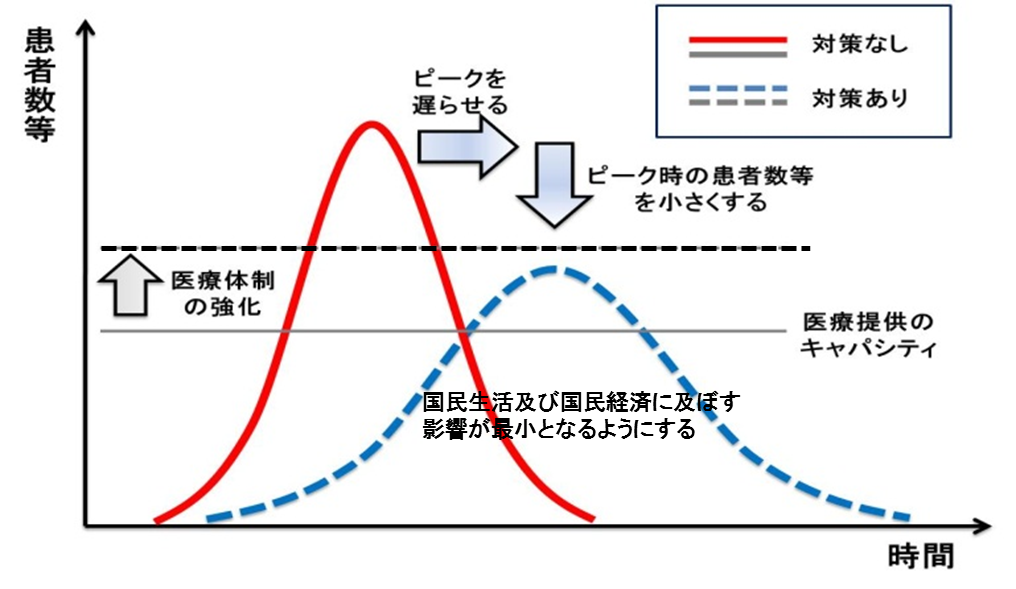 患者数等
対策なし
対策あり
ピークを
遅らせる
ピーク時の患者数等
を小さくする
医療体制
の強化
医療提供の
キャパシティ
国民生活及び国民経済に及ぼす
影響が最小となるようにする
時間